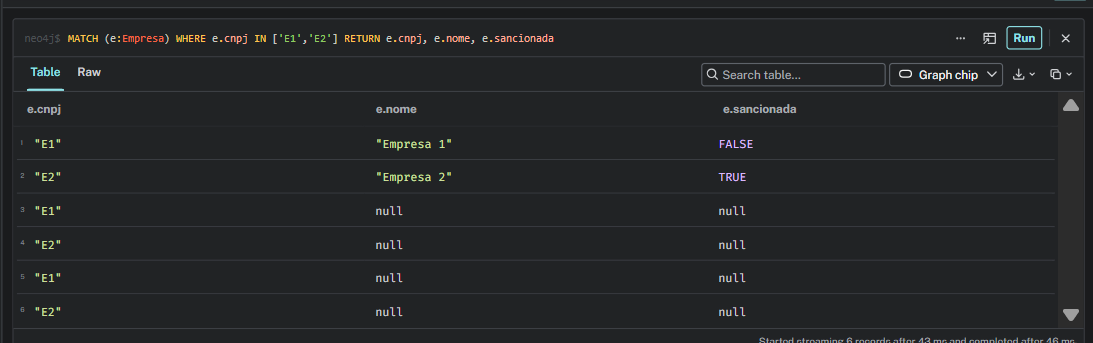 neo4j$ MATCH (e:Empresa) WHERE e.cnpj IN ['E1','E2'] RETURN e.cnpj, e.nome, e.sancionada
Run
Table Raw
Search table...
Graph chip
e.cnpj e.nome e.sancionada
1 "E1" "Empresa 1" FALSE
2 "E2" "Empresa 2" TRUE
3 "E1" null null
4 "E2" null null
5 "E1" null null
6 "E2" null null
Started streaming 6 records after 43 ms and completed after 46 ms.